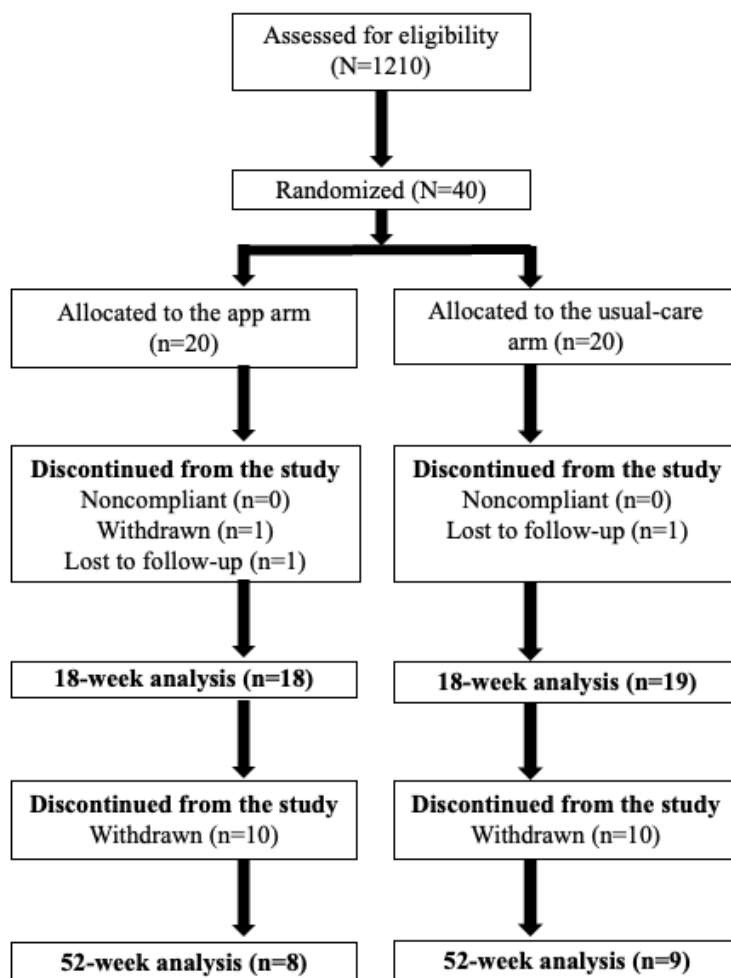 Assessed for eligibility
(N=1210)
Randomized (N=40)
Allocated to the app arm
(n=20)
Allocated to the usual-care
arm (n=20)
Discontinued from the study
Noncompliant (n=0)
Withdrawn (n=1)
Lost to follow-up (n=1)
Discontinued from the study
Noncompliant (n=0)
Lost to follow-up (n=1)
18-week analysis (n=18)
18-week analysis (n=19)
Discontinued from the study
Withdrawn (n=10)
Discontinued from the study
Withdrawn (n=10)
52-week analysis (n=8)
52-week analysis (n=9)